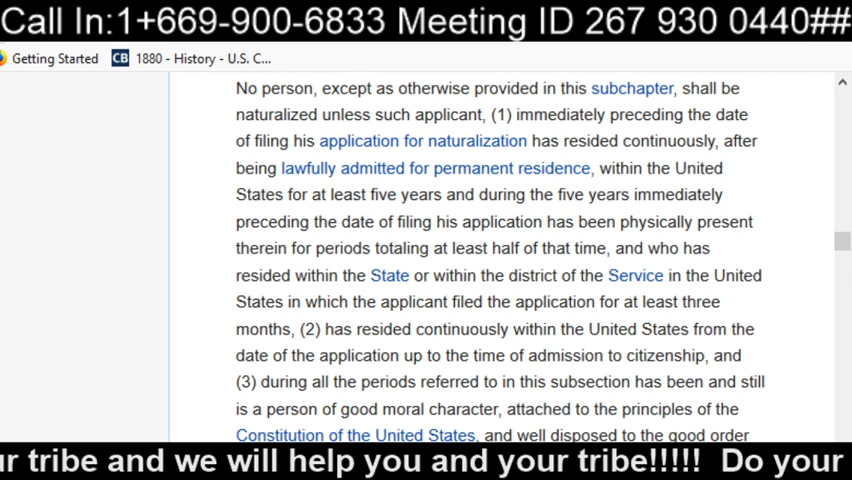 Call In:1+669-900-6833 Meeting ID 267 930 0440##
Getting Started CB 1880 - History - U.S. C...
No person, except as otherwise provided in this subchapter, shall be
naturalized unless such applicant, (1) immediately preceding the date
of filing his application for naturalization has resided continuously, after
being lawfully admitted for permanent residence, within the United
States for at least five years and during the five years immediately
preceding the date of filing his application has been physically present
therein for periods totaling at least half of that time, and who has
resided within the State or within the district of the Service in the United
States in which the applicant filed the application for at least three
months, (2) has resided continuously within the United States from the
date of the application up to the time of admission to citizenship, and
(3) during all the periods referred to in this subsection has been and still
is a person of good moral character, attached to the principles of the
Constitution of the United States, and well disposed to the good order
ur tribe and we will help you and your tribe!!!!! Do your